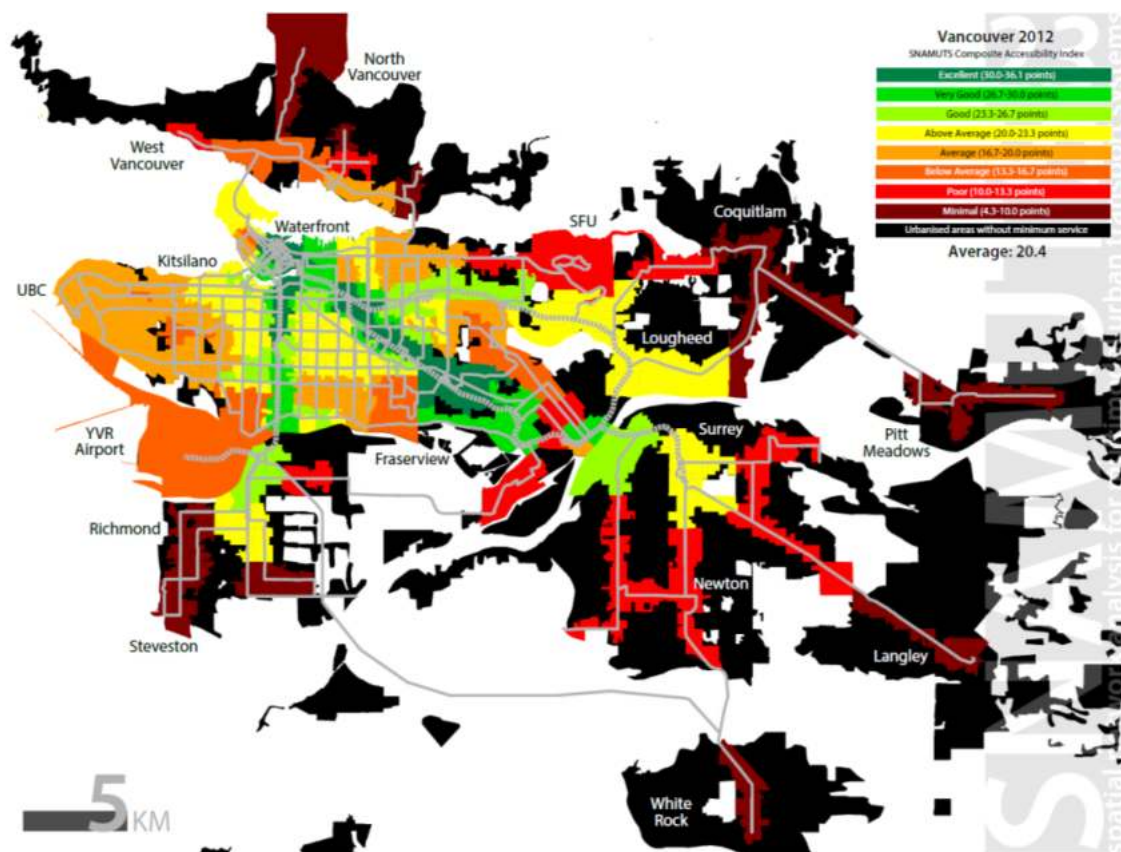 Vancouver 2012
SNAMUTS Composite Accessibility Index
Excellent (30.0-36.1 points)
Very Good (26.7-30.0 points)
Good (23.3-26.7 points)
Above Average (20.0-23.3 points)
Average (16.7-20.0 points)
Below Average (13.3-16.7 points)
Poor (10.0-13.3 points)
Minimal (4.3-10.0 points)
Urbanised areas without minimum service
Average: 20.4
North
Vancouver
West
Vancouver
Waterfront
SFU
Coquitlam
Kitsilano
UBC
Lougheed
YVR
Airport
Fraserview
Surrey
Pitt
Meadows
Richmond
Newton
Steveston
Langley
White
Rock
5 KM